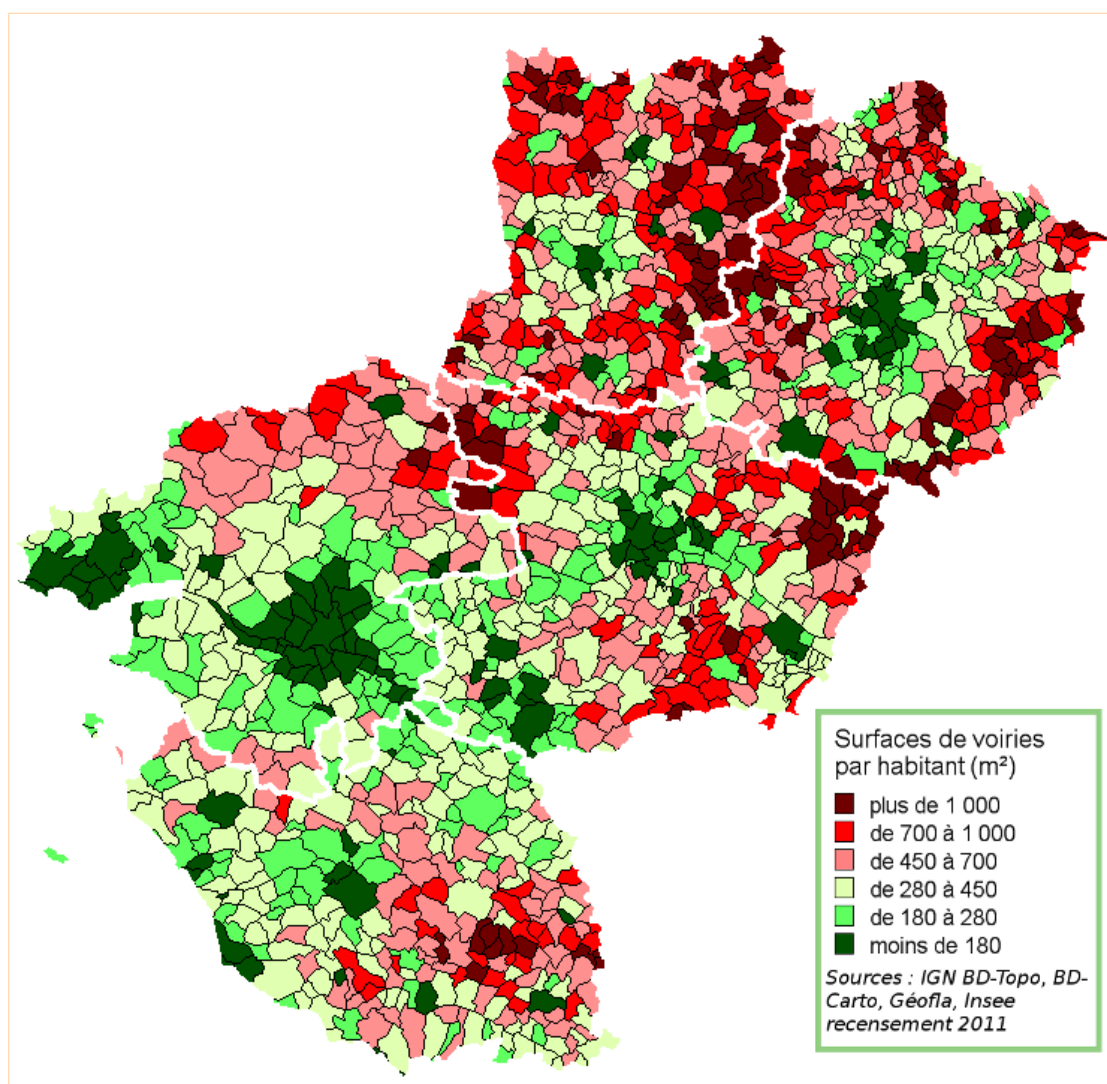 Surfaces de voiries
par habitant (m²)
plus de 1 000
de 700 à 1 000
de 450 à 700
de 280 à 450
de 180 à 280
moins de 180
Sources : IGN BD-Topo, BD-
Carto, Géofla, Insee
recensement 2011